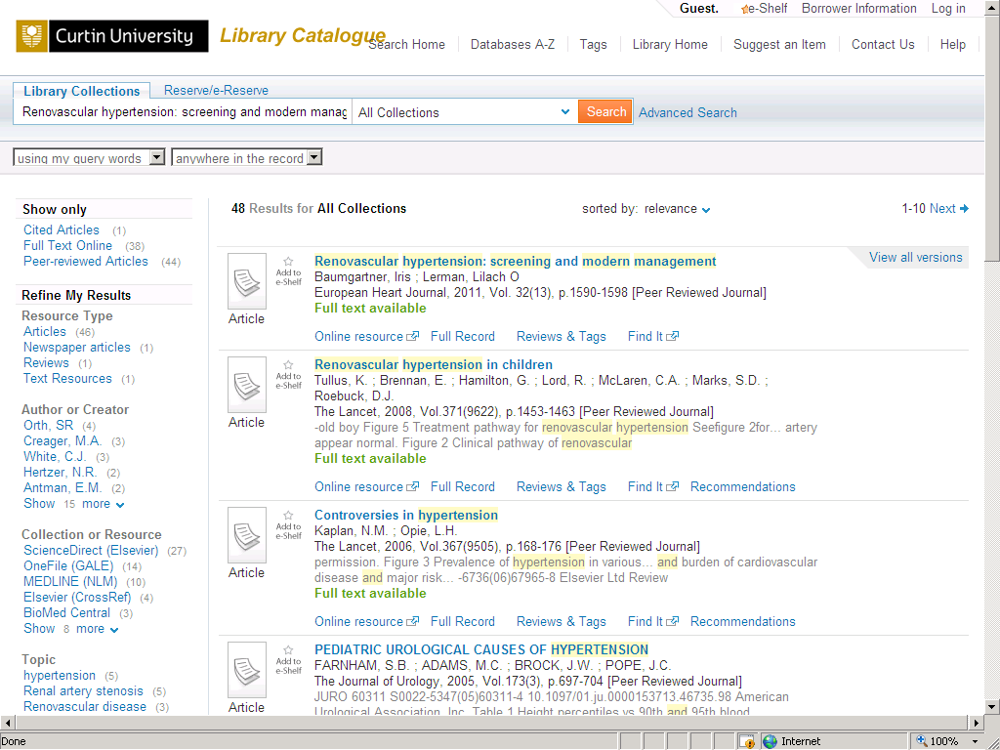 Guest. e-Shelf Borrower Information Log in
Curtin University Library Catalogue
Search Home Databases A-Z Tags Library Home Suggest an Item Contact Us Help
Library Collections Reserve/e-Reserve
Renovascular hypertension: screening and modern manag All Collections Search Advanced Search
using my query words anywhere in the record
Show only
Cited Articles (1)
Full Text Online (38)
Peer-reviewed Articles (44)
Refine My Results
Resource Type
Articles (46)
Newspaper articles (1)
Reviews (1)
Text Resources (1)
Author or Creator
Orth, SR (4)
Creager, M.A. (3)
White, C.J. (3)
Hertzer, N.R. (2)
Antman, E.M. (2)
Show 15 more
Collection or Resource
ScienceDirect (Elsevier) (27)
OneFile (GALE) (14)
MEDLINE (NLM) (10)
Elsevier (CrossRef) (4)
BioMed Central (3)
Show 8 more
Topic
hypertension (5)
Renal artery stenosis (5)
Renovascular disease (3)
48 Results for All Collections sorted by: relevance 1-10 Next
View all versions
Article
Add to e-Shelf
Renovascular hypertension: screening and modern management
Baumgartner, Iris ; Lerman, Lilach O
European Heart Journal, 2011, Vol. 32(13), p.1590-1598 [Peer Reviewed Journal]
Full text available
Online resource Full Record Reviews & Tags Find It
Article
Add to e-Shelf
Renovascular hypertension in children
Tullus, K. ; Brennan, E. ; Hamilton, G. ; Lord, R. ; McLaren, C.A. ; Marks, S.D. ;
Roebuck, D.J.
The Lancet, 2008, Vol.371(9622), p.1453-1463 [Peer Reviewed Journal]
-old boy Figure 5 Treatment pathway for renovascular hypertension Seefigure 2for... artery
appear normal. Figure 2 Clinical pathway of renovascular
Full text available
Online resource Full Record Reviews & Tags Find It Recommendations
Article
Add to e-Shelf
Controversies in hypertension
Kaplan, N.M. ; Opie, L.H.
The Lancet, 2006, Vol.367(9505), p.168-176 [Peer Reviewed Journal]
permission. Figure 3 Prevalence of hypertension in various... and burden of cardiovascular
disease and major risk... -6736(06)67965-8 Elsevier Ltd Review
Full text available
Online resource Full Record Reviews & Tags Find It Recommendations
Article
Add to e-Shelf
PEDIATRIC UROLOGICAL CAUSES OF HYPERTENSION
FARNHAM, S.B. ; ADAMS, M.C. ; BROCK, J.W. ; POPE, J.C.
The Journal of Urology, 2005, Vol.173(3), p.697-704 [Peer Reviewed Journal]
JURO 60311 S0022-5347(05)60311-4 10.1097/01.ju.0000153713.46735.98 American
Urological Association, Inc. Table 1 Height percentiles vs 90th and 95th blood
Done Internet 100%